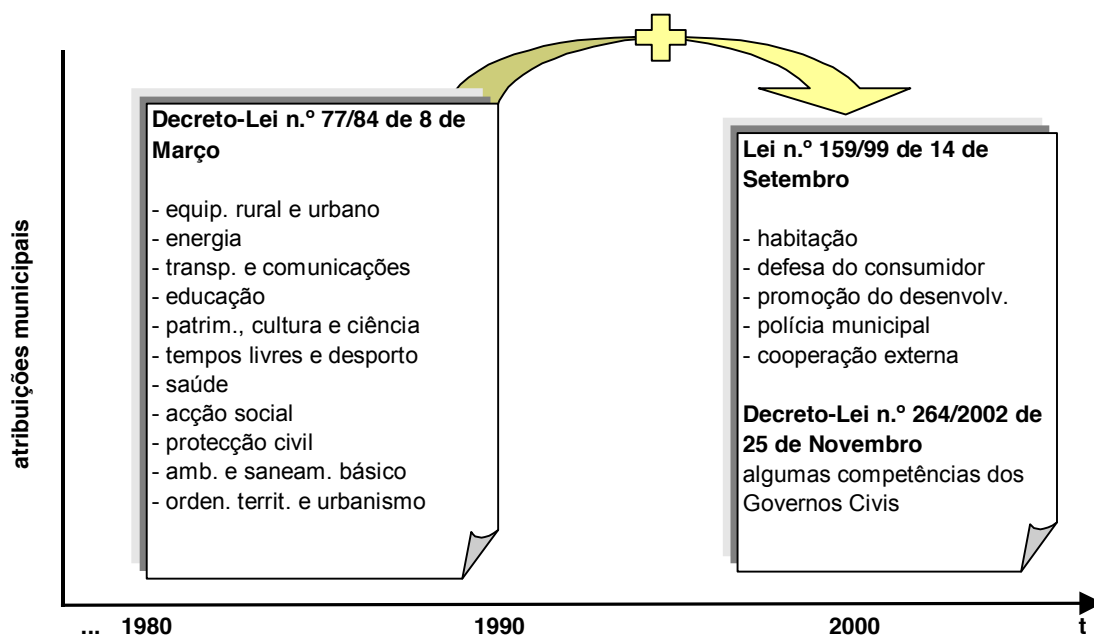 atribuições municipais
Decreto-Lei n.º 77/84 de 8 de
Março
- equip. rural e urbano
- energia
- transp. e comunicações
- educação
- patrim., cultura e ciência
- tempos livres e desporto
- saúde
- acção social
- protecção civil
- amb. e saneam. básico
- orden. territ. e urbanismo
Lei n.º 159/99 de 14 de
Setembro
- habitação
- defesa do consumidor
- promoção do desenvolv.
- polícia municipal
- cooperação externa
Decreto-Lei n.º 264/2002 de
25 de Novembro
algumas competências dos
Governos Civis
... 1980 1990 2000 t